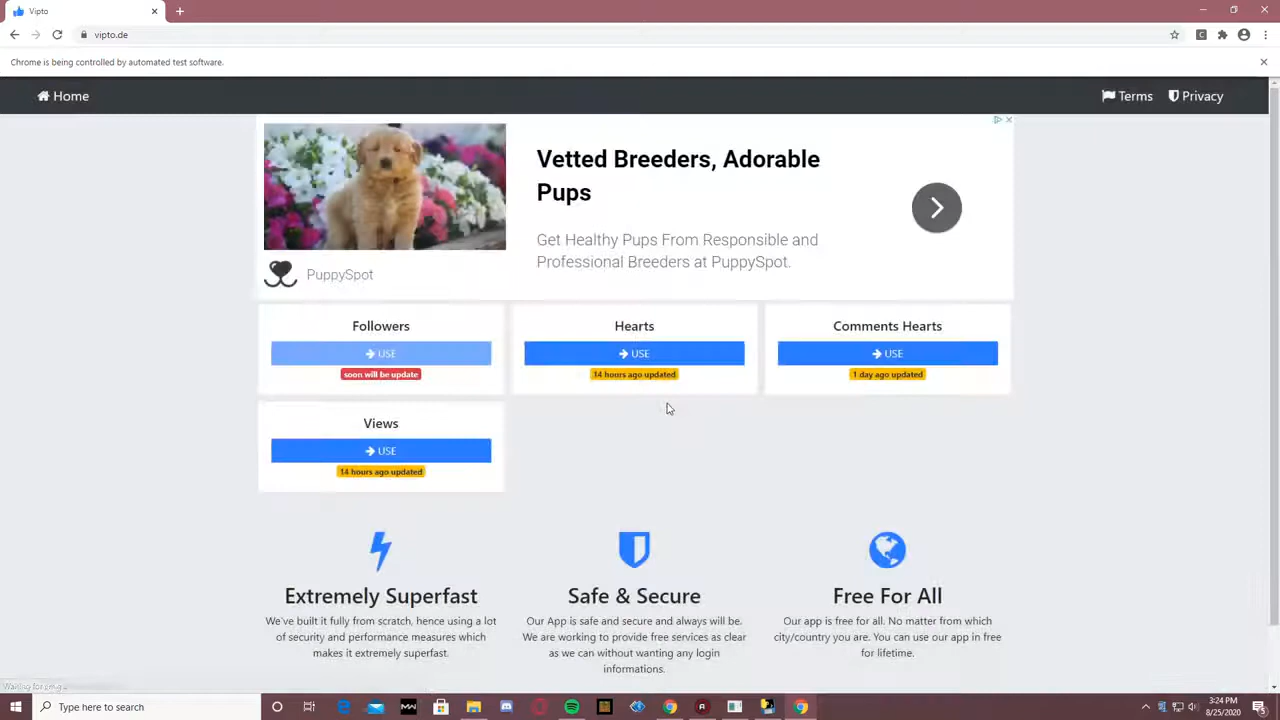 Vipto
vipto.de
Chrome is being controlled by automated test software.
Home
Terms
Privacy
Vetted Breeders, Adorable
Pups
Get Healthy Pups From Responsible and
Professional Breeders at PuppySpot.
PuppySpot
Followers
USE
soon will be update
Hearts
USE
14 hours ago updated
Comments Hearts
USE
1 day ago updated
Views
USE
14 hours ago updated
Extremely Superfast
We've built it fully from scratch, hence using a lot
of security and performance measures which
makes it extremely superfast.
Safe & Secure
Our App is safe and secure and always will be.
We are working to provide free services as clear
as we can without wanting any login
informations.
Free For All
Our app is free for all. No matter from which
city/country you are. You can use our app in free
for lifetime.
Type here to search
3:24 PM
8/25/2020